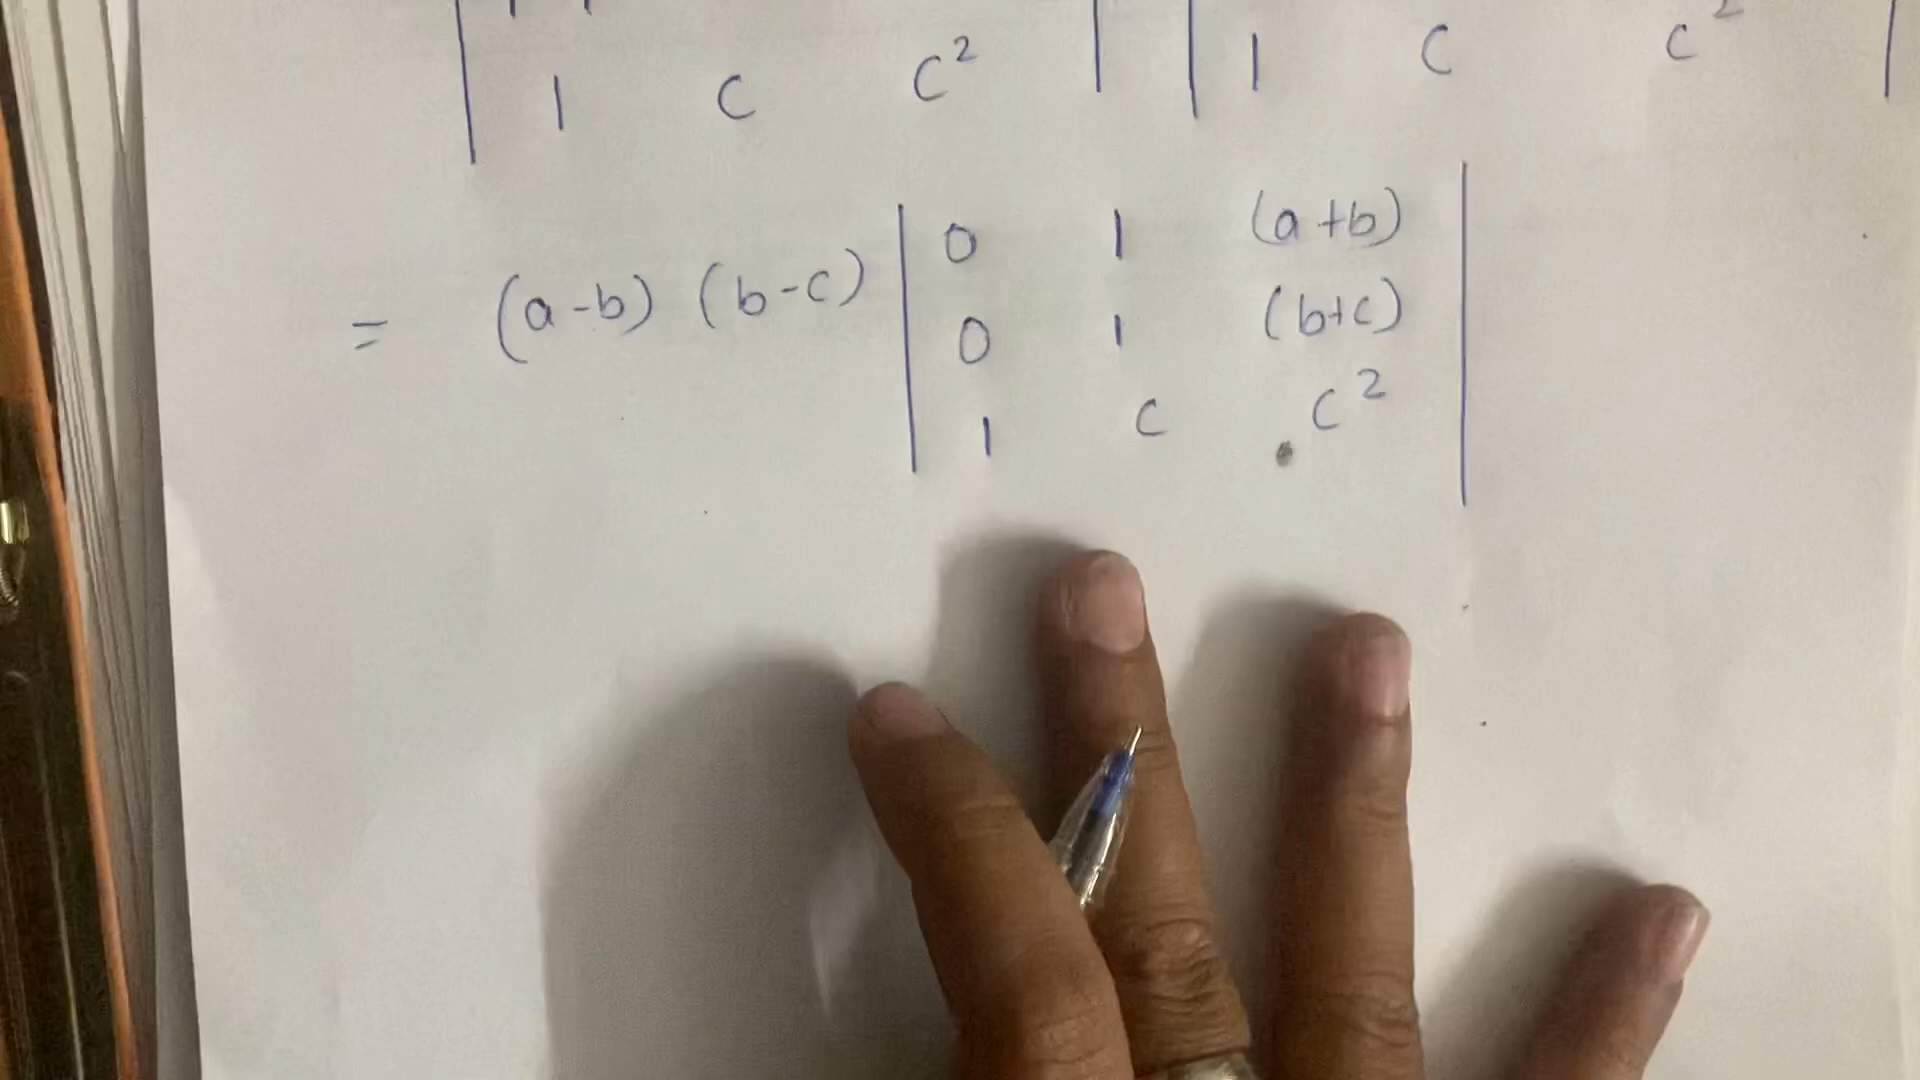 | 1 c c² | | 1 c c² |
| 0 1 (a+b) |
= (a-b) (b-c) | 0 1 (b+c) |
| 1 c c² |